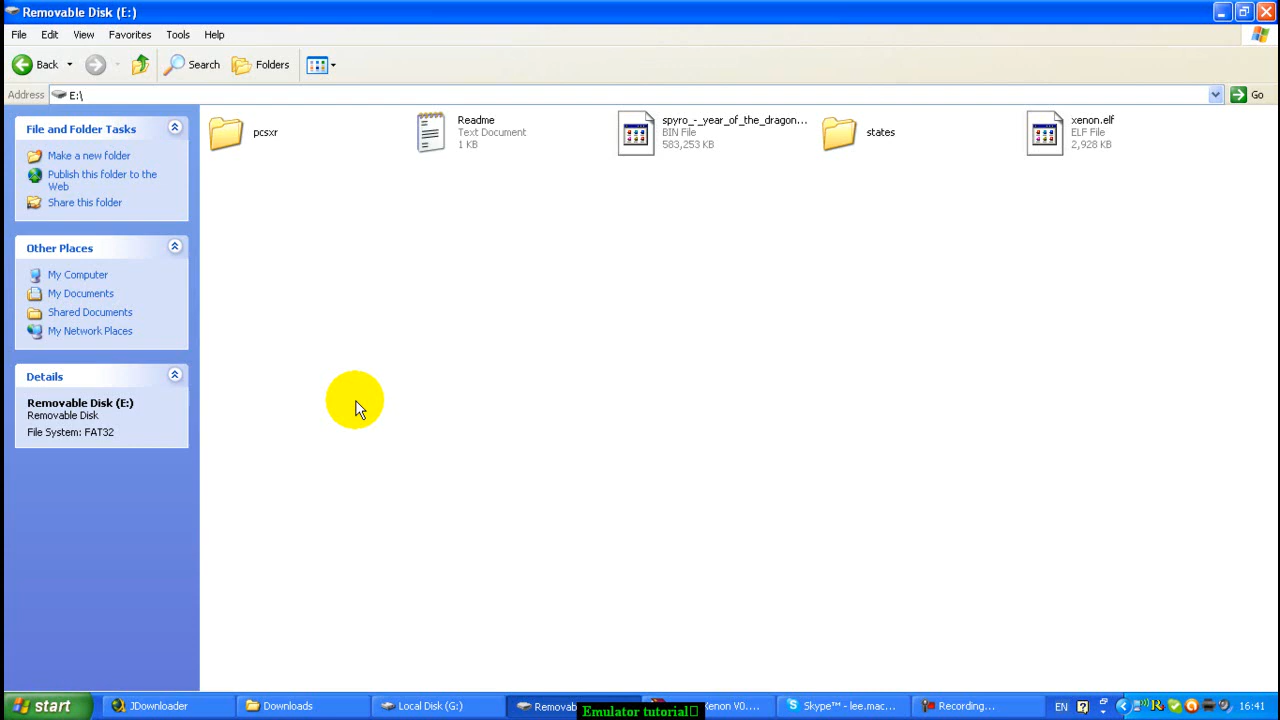 Removable Disk (E:)
File Edit View Favorites Tools Help
Back Search Folders
Address E:\ Go
File and Folder Tasks
Make a new folder
Publish this folder to the
Web
Share this folder
Other Places
My Computer
My Documents
Shared Documents
My Network Places
Details
Removable Disk (E:)
Removable Disk
File System: FAT32
pcsxr
Readme
Text Document
1 KB
spyro_-_year_of_the_dragon...
BIN File
583,253 KB
states
xenon.elf
ELF File
2,928 KB
start JDownloader Downloads Local Disk (G:) Removab Xenon V0.... Skype™ - lee.mac... Recording... EN 16:41
Emulator tutorial